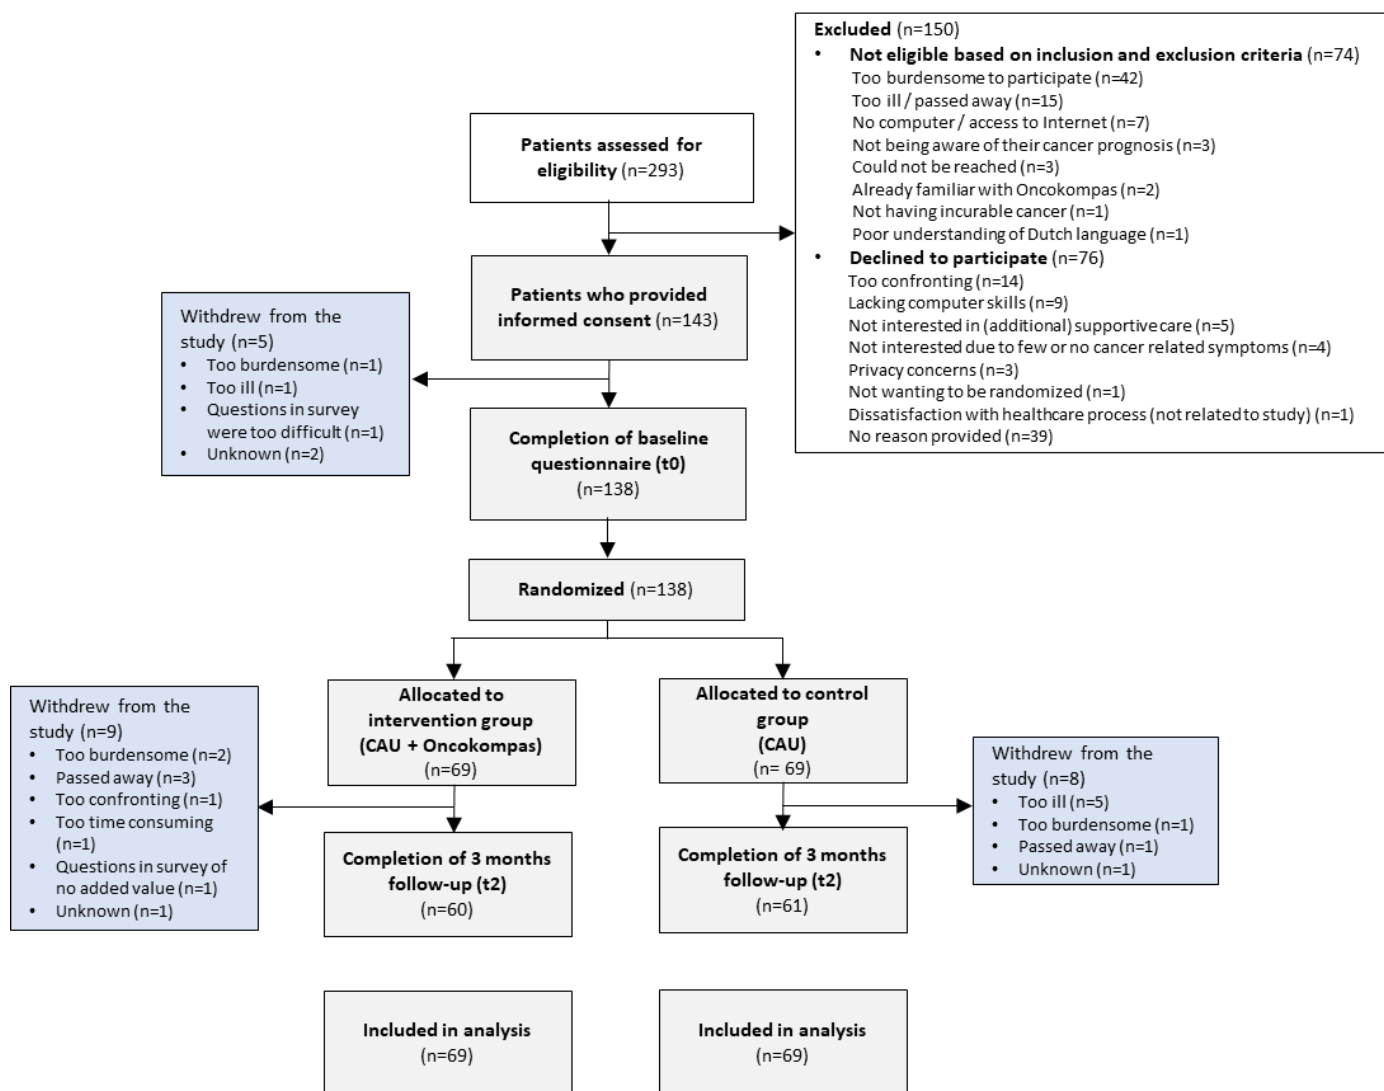 Patients assessed for
eligibility (n=293)
Excluded (n=150)
• Not eligible based on inclusion and exclusion criteria (n=74)
Too burdensome to participate (n=42)
Too ill / passed away (n=15)
No computer / access to Internet (n=7)
Not being aware of their cancer prognosis (n=3)
Could not be reached (n=3)
Already familiar with Oncokompas (n=2)
Not having incurable cancer (n=1)
Poor understanding of Dutch language (n=1)
• Declined to participate (n=76)
Too confronting (n=14)
Lacking computer skills (n=9)
Not interested in (additional) supportive care (n=5)
Not interested due to few or no cancer related symptoms (n=4)
Privacy concerns (n=3)
Not wanting to be randomized (n=1)
Dissatisfaction with healthcare process (not related to study) (n=1)
No reason provided (n=39)
Patients who provided
informed consent (n=143)
Withdrew from the
study (n=5)
• Too burdensome (n=1)
• Too ill (n=1)
• Questions in survey
were too difficult (n=1)
• Unknown (n=2)
Completion of baseline
questionnaire (t0)
(n=138)
Randomized (n=138)
Allocated to
intervention group
(CAU + Oncokompas)
(n=69)
Allocated to control
group
(CAU)
(n= 69)
Withdrew from the
study (n=9)
• Too burdensome (n=2)
• Passed away (n=3)
• Too confronting (n=1)
• Too time consuming
(n=1)
• Questions in survey of
no added value (n=1)
• Unknown (n=1)
Withdrew from the
study (n=8)
• Too ill (n=5)
• Too burdensome (n=1)
• Passed away (n=1)
• Unknown (n=1)
Completion of 3 months
follow-up (t2)
(n=60)
Completion of 3 months
follow-up (t2)
(n=61)
Included in analysis
(n=69)
Included in analysis
(n=69)